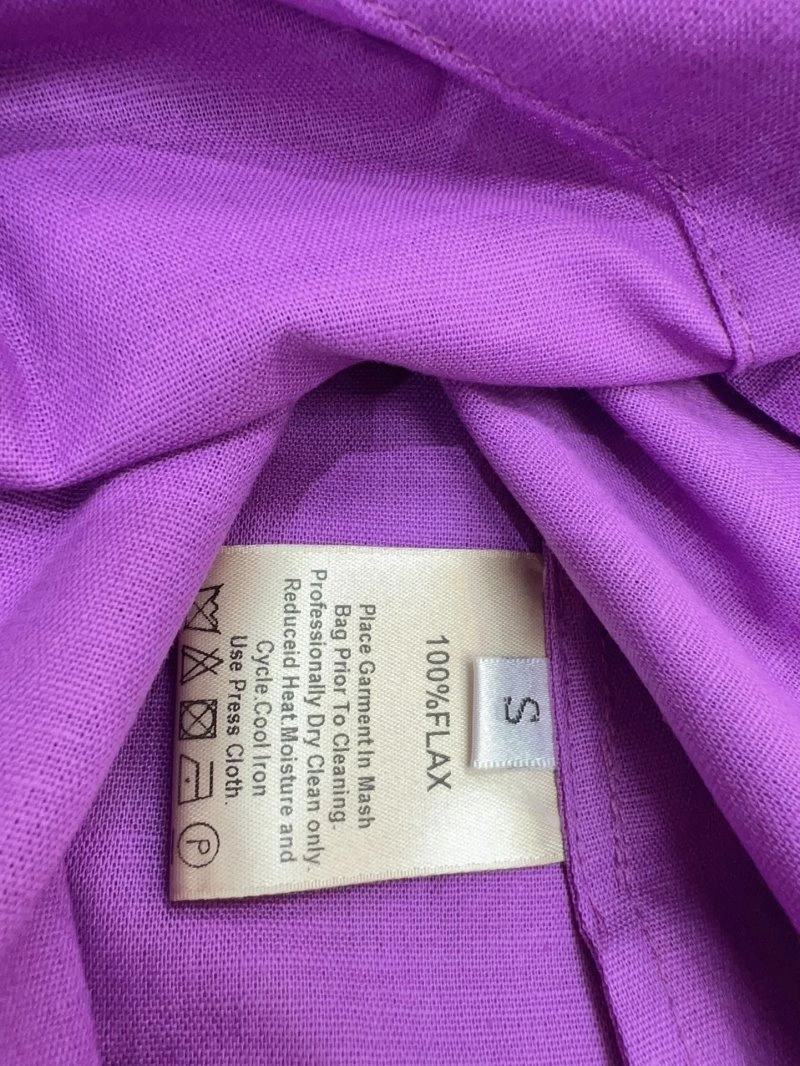 S
100%FLAX
Place Garment In Mash
Bag Prior To Cleaning.
Professionally Dry Clean only.
Reduceid Heat.Moisture and
Cycle.Cool Iron
Use Press Cloth.
P